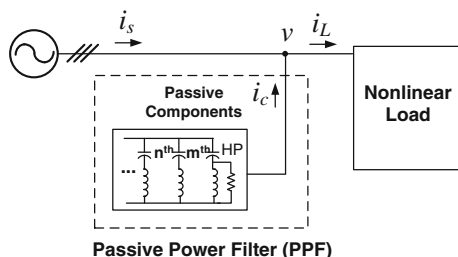 i_s
v
i_L
Passive
Components
i_c
Nonlinear
Load
n^th m^th HP
...
Passive Power Filter (PPF)